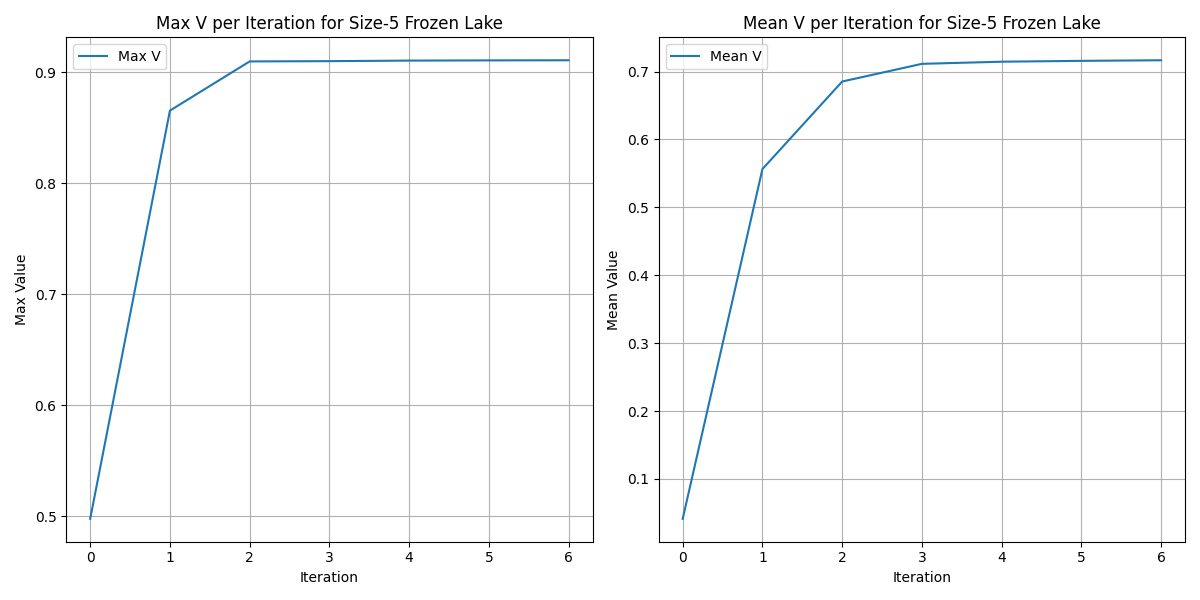 Max V per Iteration for Size-5 Frozen Lake
Max V
Max Value
0.9
0.8
0.7
0.6
0.5
0 1 2 3 4 5 6
Iteration
Mean V per Iteration for Size-5 Frozen Lake
Mean V
Mean Value
0.7
0.6
0.5
0.4
0.3
0.2
0.1
0 1 2 3 4 5 6
Iteration